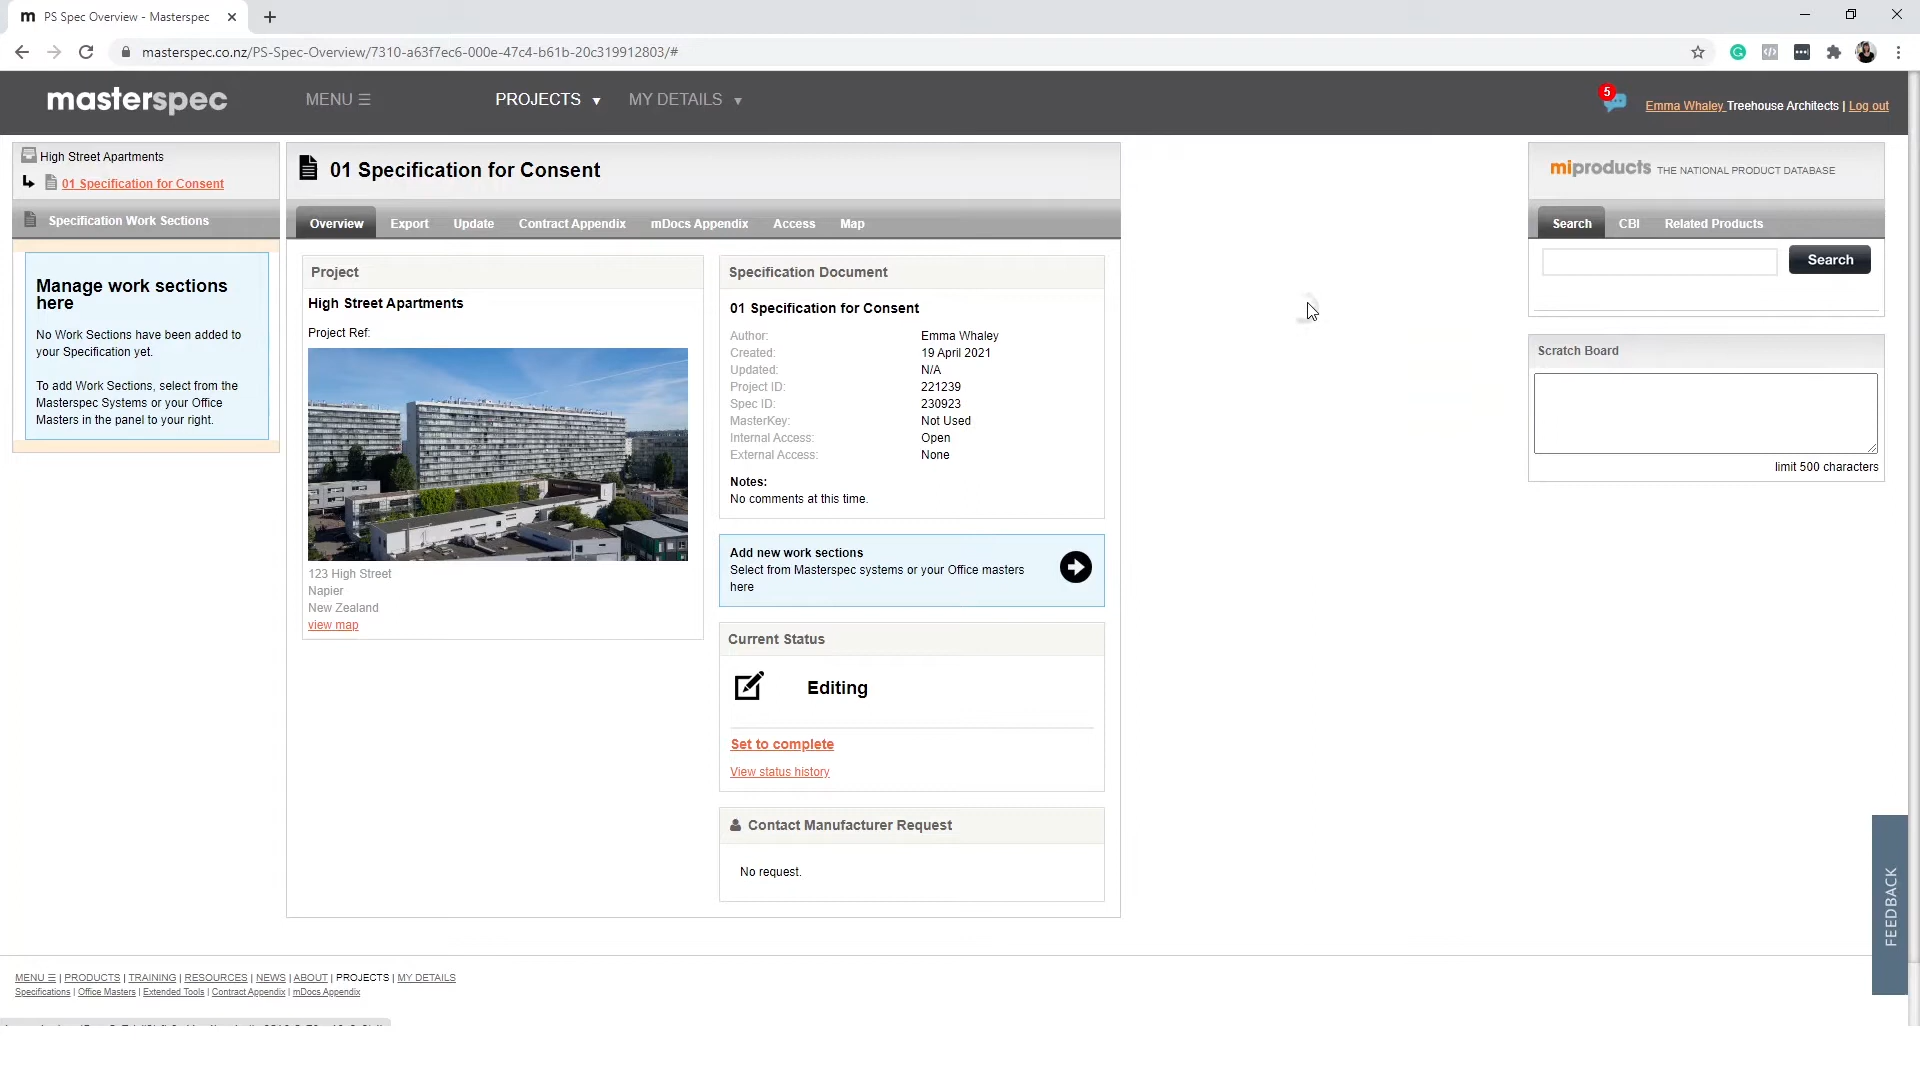 PS Spec Overview - Masterspec
masterspec.co.nz/PS-Spec-Overview/7310-a63f7ec6-000e-47c4-b61b-20c319912803/#
masterspec
MENU ☰
PROJECTS ▼
MY DETAILS ▼
5
Emma Whaley Treehouse Architects | Log out
High Street Apartments
01 Specification for Consent
Specification Work Sections
Manage work sections
here
No Work Sections have been added to
your Specification yet.
To add Work Sections, select from the
Masterspec Systems or your Office
Masters in the panel to your right.
01 Specification for Consent
Overview Export Update Contract Appendix mDocs Appendix Access Map
Project
High Street Apartments
Project Ref:
123 High Street
Napier
New Zealand
view map
Specification Document
01 Specification for Consent
Author: Emma Whaley
Created: 19 April 2021
Updated: N/A
Project ID: 221239
Spec ID: 230923
MasterKey: Not Used
Internal Access: Open
External Access: None
Notes:
No comments at this time.
Add new work sections
Select from Masterspec systems or your Office masters
here
Current Status
Editing
Set to complete
View status history
Contact Manufacturer Request
No request.
miproducts THE NATIONAL PRODUCT DATABASE
Search CBI Related Products
Search
Scratch Board
limit 500 characters
FEEDBACK
MENU ☰ | PRODUCTS | TRAINING | RESOURCES | NEWS | ABOUT | PROJECTS | MY DETAILS
Specifications | Office Masters | Extended Tools | Contract Appendix | mDocs Appendix